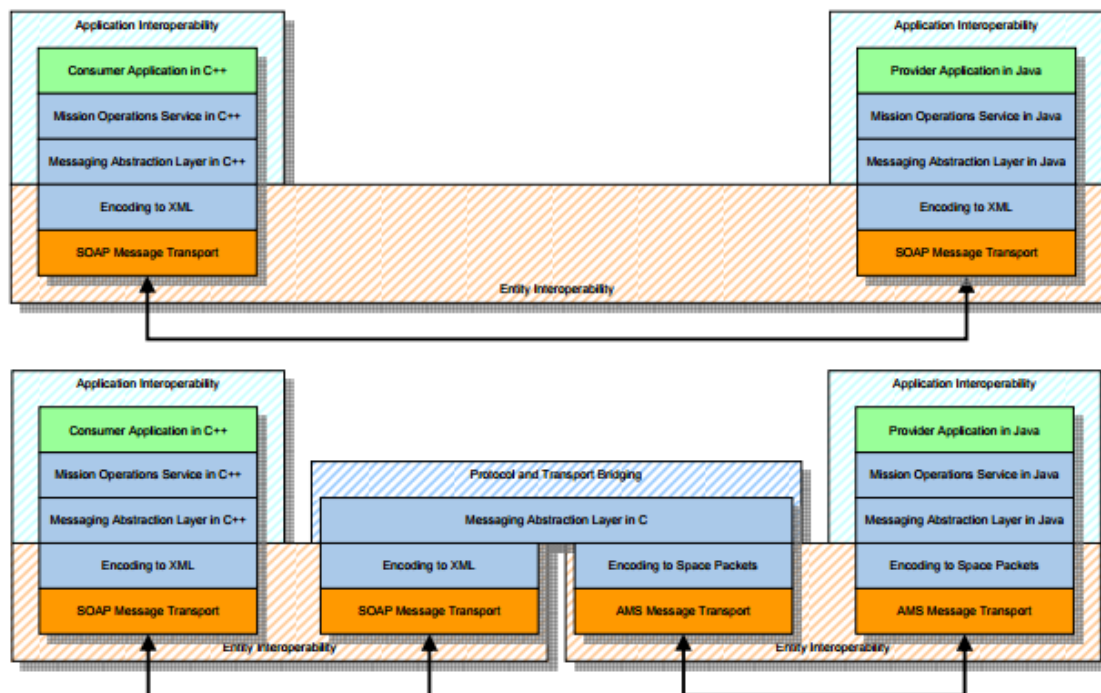 Application Interoperability
Consumer Application in C++
Mission Operations Service in C++
Messaging Abstraction Layer in C++
Encoding to XML
SOAP Message Transport
Application Interoperability
Provider Application in Java
Mission Operations Service in Java
Messaging Abstraction Layer in Java
Encoding to XML
SOAP Message Transport
Entity Interoperability
Application Interoperability
Consumer Application in C++
Mission Operations Service in C++
Messaging Abstraction Layer in C++
Encoding to XML
SOAP Message Transport
Protocol and Transport Bridging
Messaging Abstraction Layer in C
Encoding to XML
SOAP Message Transport
Encoding to Space Packets
AMS Message Transport
Application Interoperability
Provider Application in Java
Mission Operations Service in Java
Messaging Abstraction Layer in Java
Encoding to Space Packets
AMS Message Transport
Entity Interoperability
Entity Interoperability